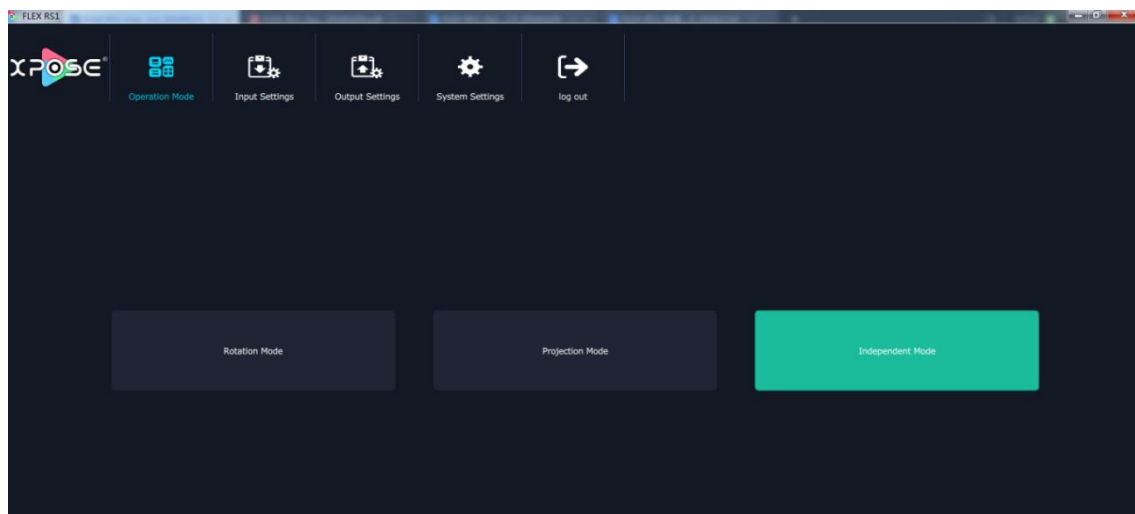 FLEX RS1
XPOSE®
Operation Mode
Input Settings
Output Settings
System Settings
log out
Rotation Mode
Projection Mode
Independent Mode